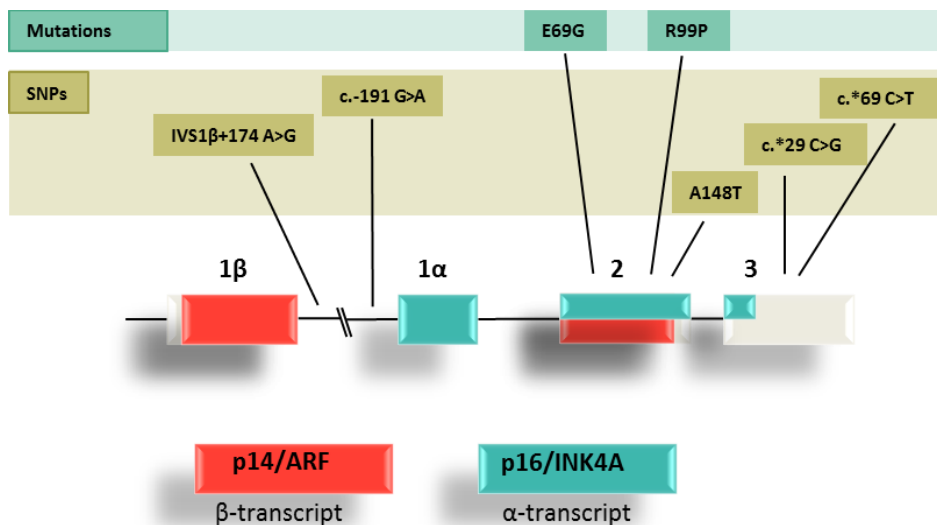 Mutations
E69G
R99P
SNPs
c.-191 G>A
c.*69 C>T
IVS1β+174 A>G
c.*29 C>G
A148T
1β
1α
2
3
p14/ARF
p16/INK4A
β-transcript
α-transcript